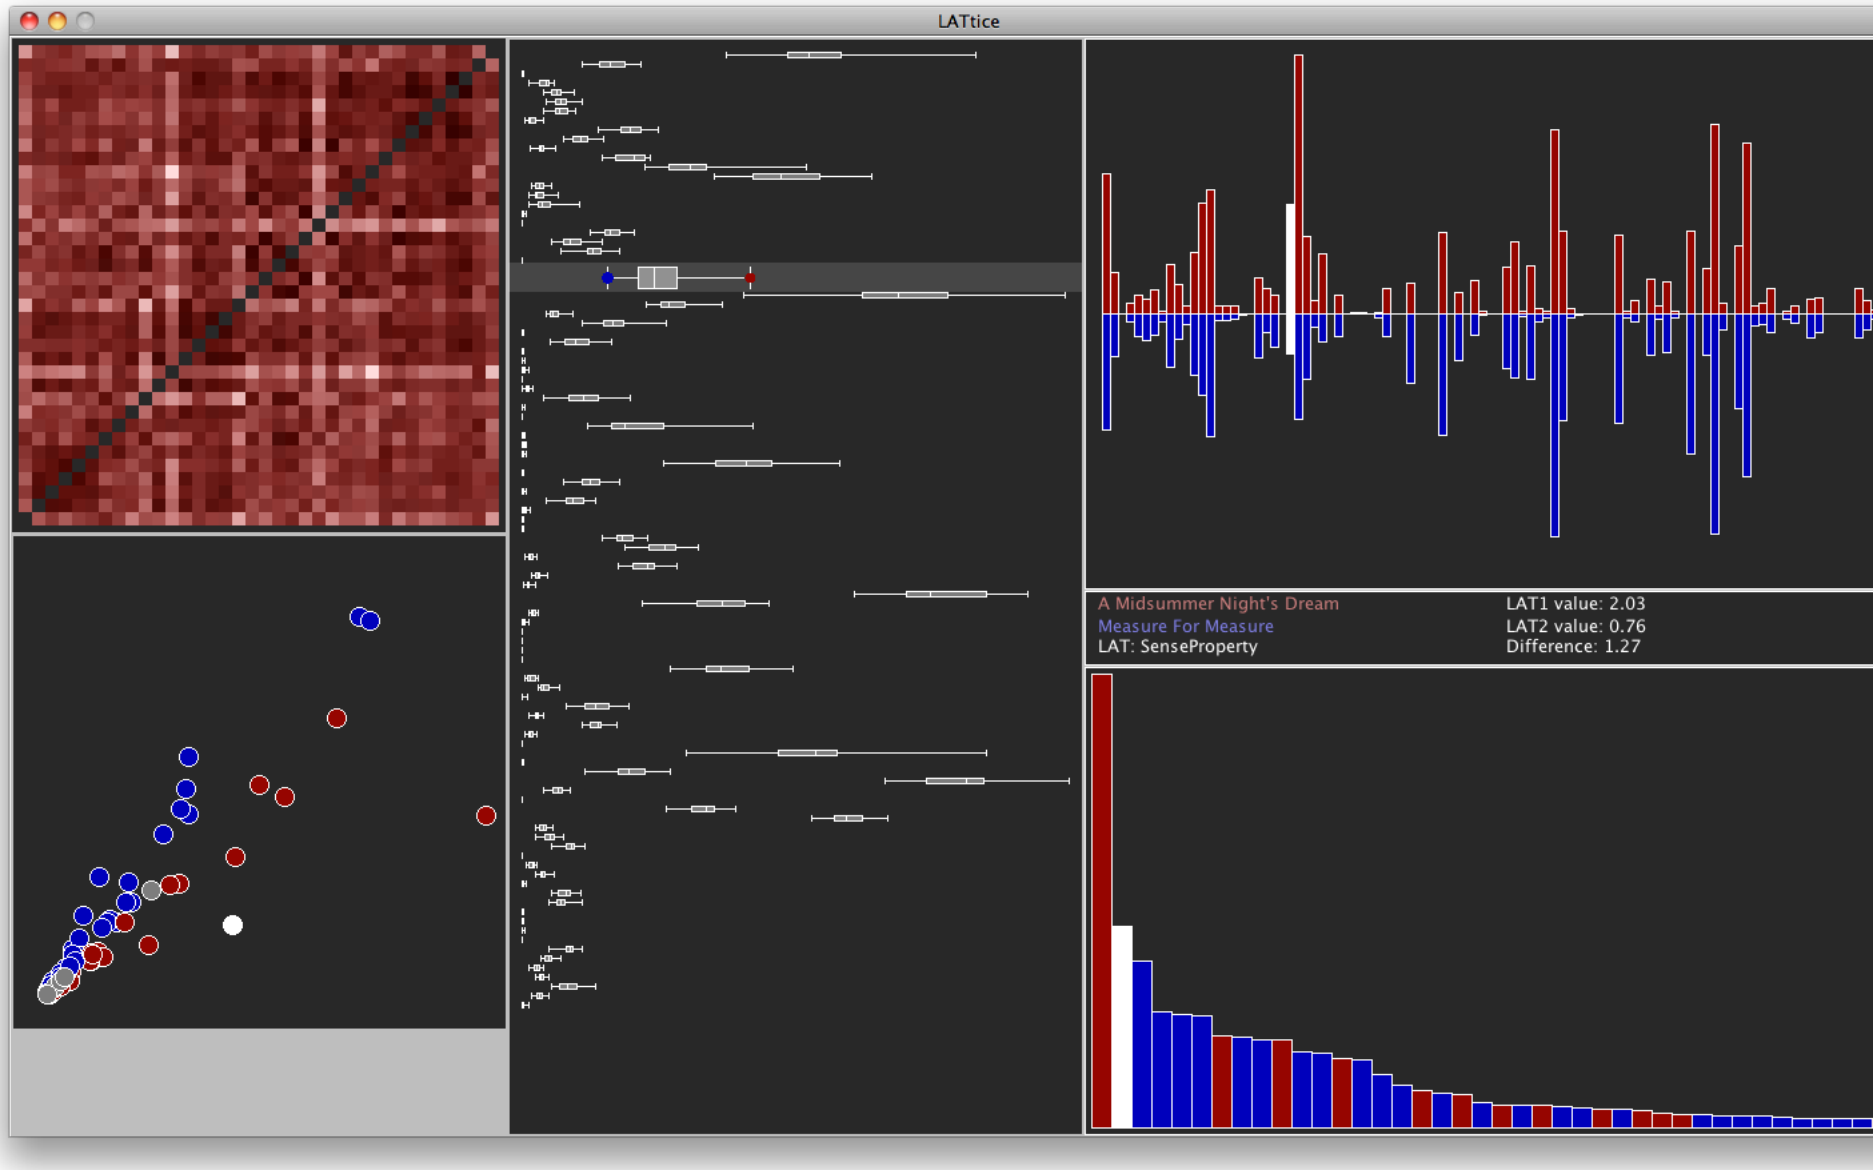 LATtice
A Midsummer Night's Dream
Measure For Measure
LAT: SenseProperty
LAT1 value: 2.03
LAT2 value: 0.76
Difference: 1.27